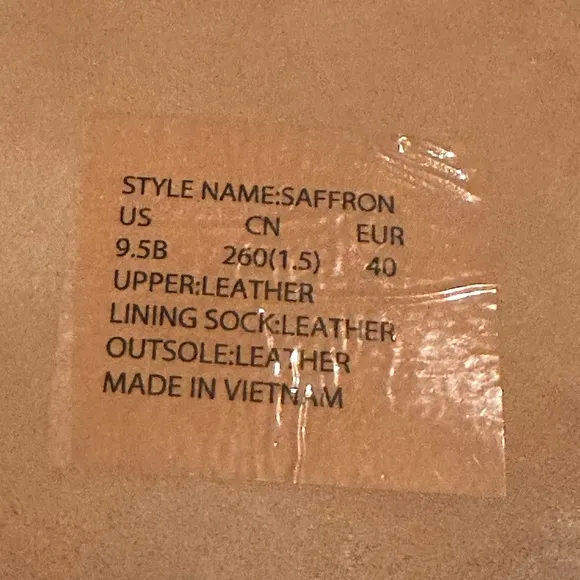 STYLE NAME:SAFFRON
US CN EUR
9.5B 260(1.5) 40
UPPER:LEATHER
LINING SOCK:LEATHER
OUTSOLE:LEATHER
MADE IN VIETNAM